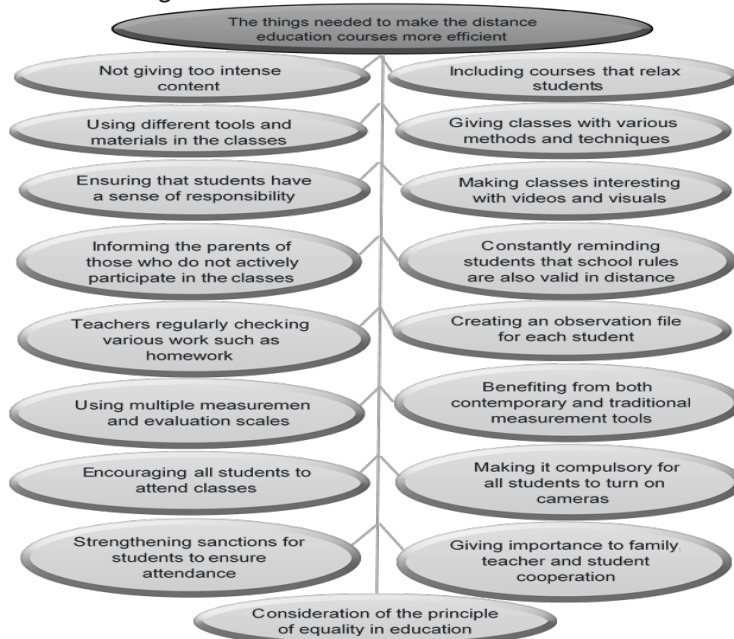 The things needed to make the distance
education courses more efficient
Not giving too intense
content
Including courses that relax
students
Using different tools and
materials in the classes
Giving classes with various
methods and techniques
Ensuring that students have
a sense of responsibility
Making classes interesting
with videos and visuals
Informing the parents of
those who do not actively
participate in the classes
Constantly reminding
students that school rules
are also valid in distance
Teachers regularly checking
various work such as
homework
Creating an observation file
for each student
Using multiple measuremen
and evaluation scales
Benefiting from both
contemporary and traditional
measurement tools
Encouraging all students to
attend classes
Making it compulsory for
all students to turn on
cameras
Strengthening sanctions for
students to ensure
attendance
Giving importance to family,
teacher and student
cooperation
Consideration of the principle
of equality in education